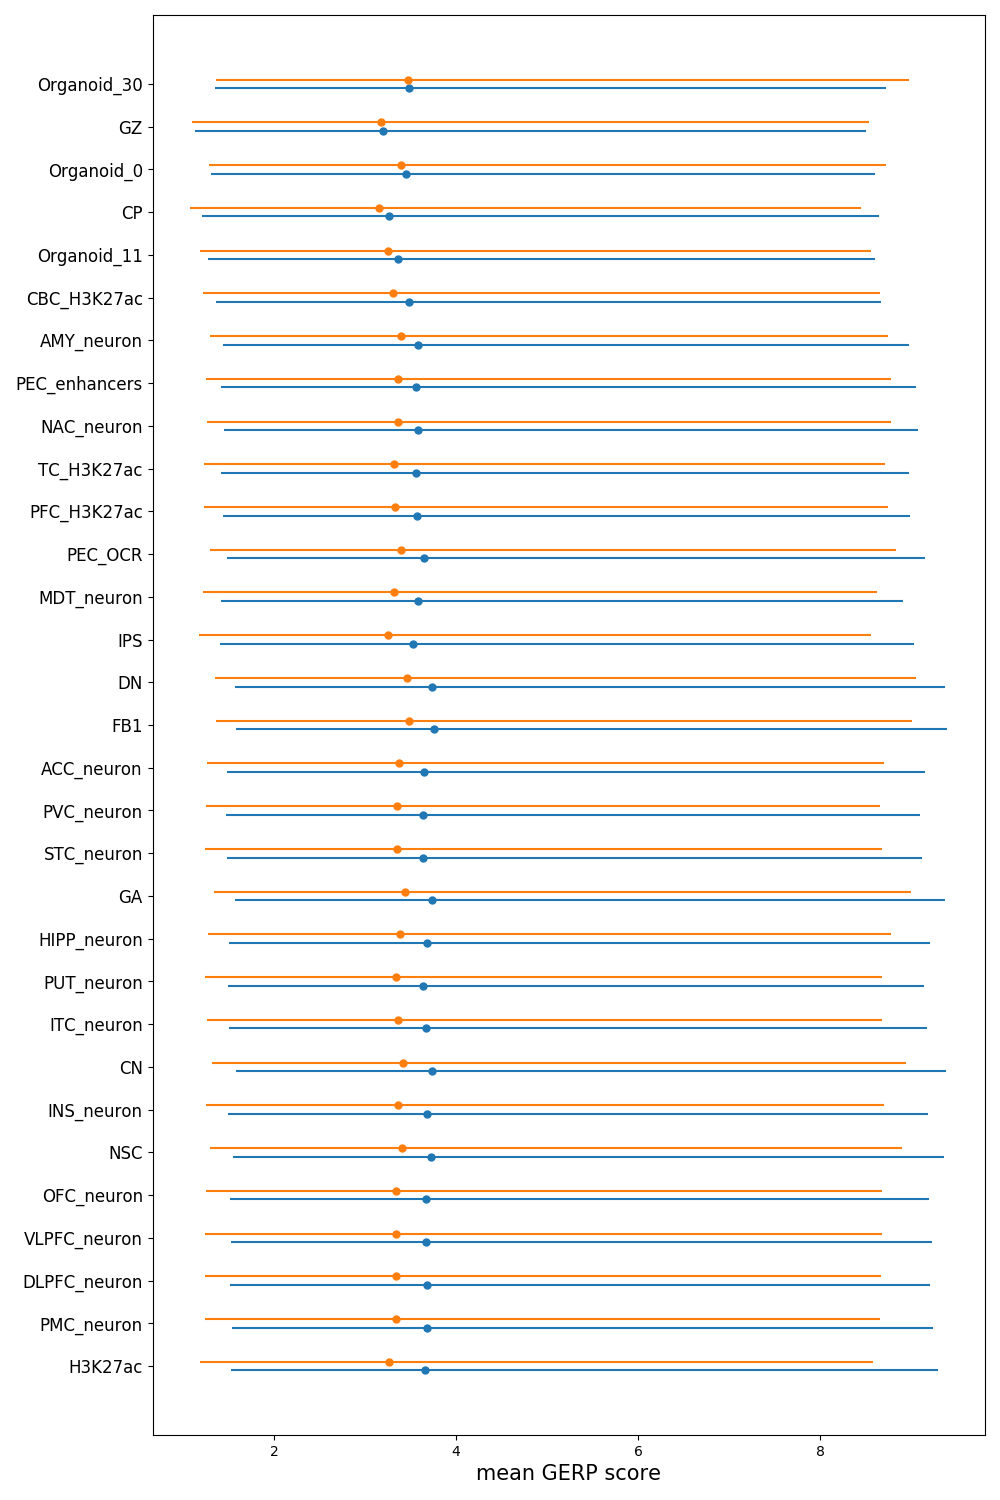 Organoid_30
GZ
Organoid_0
CP
Organoid_11
CBC_H3K27ac
AMY_neuron
PEC_enhancers
NAC_neuron
TC_H3K27ac
PFC_H3K27ac
PEC_OCR
MDT_neuron
IPS
DN
FB1
ACC_neuron
PVC_neuron
STC_neuron
GA
HIPP_neuron
PUT_neuron
ITC_neuron
CN
INS_neuron
NSC
OFC_neuron
VLPFC_neuron
DLPFC_neuron
PMC_neuron
H3K27ac
2 4 6 8
mean GERP score